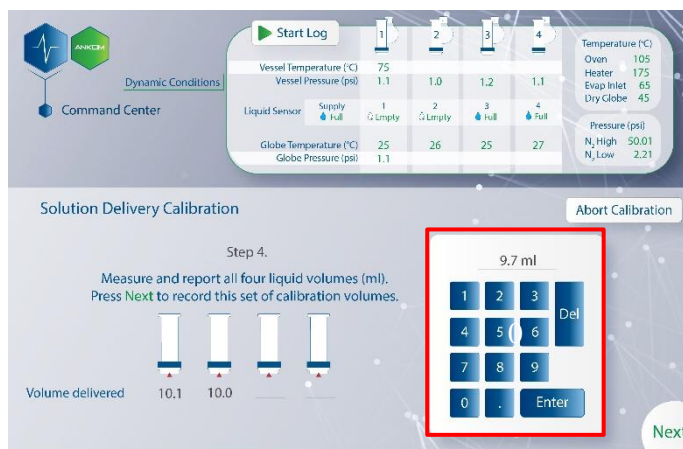 ANKOM
Command Center
Dynamic Conditions
Start Log
1 2 3 4
Vessel Temperature (°C) 75
Vessel Pressure (psi) 1.1 1.0 1.2 1.1
Liquid Sensor Supply 1 2 3 4
Full Empty Empty Full Full
Globe Temperature (°C) 25 26 25 27
Globe Pressure (psi) 1.1
Temperature (°C)
Oven 105
Heater 175
Evap Inlet 65
Dry Globe 45
Pressure (psi)
N₂ High 50.01
N₂ Low 2.21
Solution Delivery Calibration
Abort Calibration
Step 4.
Measure and report all four liquid volumes (ml).
Press Next to record this set of calibration volumes.
Volume delivered 10.1 10.0
9.7 ml
1 2 3 Del
4 5 6
7 8 9
0 . Enter
Next